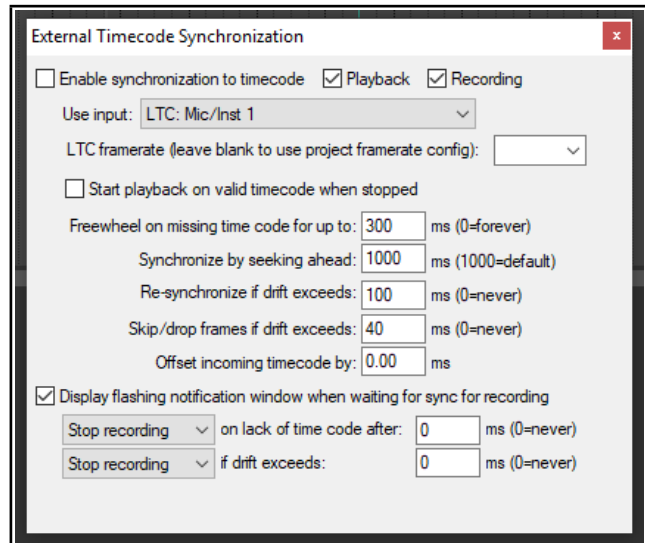 External Timecode Synchronization
x
Enable synchronization to timecode Playback Recording
Use input: LTC: Mic/Inst 1
LTC framerate (leave blank to use project framerate config):
Start playback on valid timecode when stopped
Freewheel on missing time code for up to: 300 ms (0=forever)
Synchronize by seeking ahead: 1000 ms (1000=default)
Re-synchronize if drift exceeds: 100 ms (0=never)
Skip/drop frames if drift exceeds: 40 ms (0=never)
Offset incoming timecode by: 0.00 ms
Display flashing notification window when waiting for sync for recording
Stop recording on lack of time code after: 0 ms (0=never)
Stop recording if drift exceeds: 0 ms (0=never)